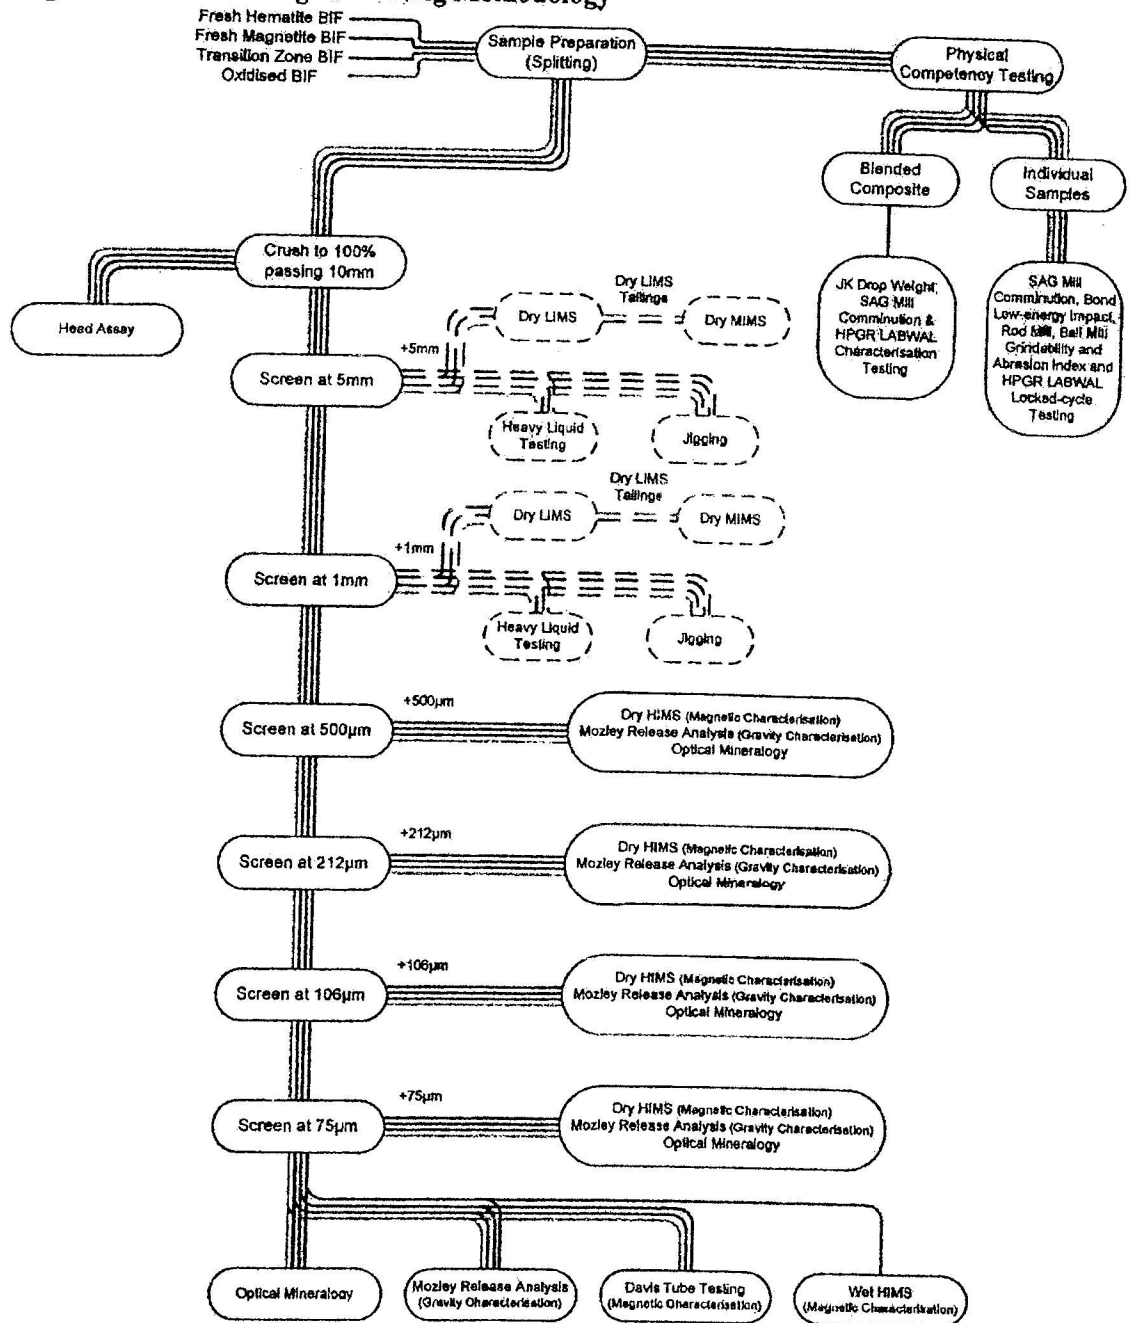 Methodology
Fresh Hematite BIF
Fresh Magnetite BIF
Transition Zone BIF
Oxidised BIF
Sample Preparation
(Splitting)
Physical
Competency Testing
Blended
Composite
Individual
Samples
JK Drop Weight,
SAG Mill
Comminution &
HPGR LABWAL
Characterisation
Testing
SAG Mill
Comminution, Bond
Low-energy Impact,
Rod Mill, Ball Mill
Grindability and
Abrasion Index and
HPGR LABWAL
Locked-cycle
Testing
Crush to 100%
passing 10mm
Head Assay
Screen at 5mm
+5mm
Dry LIMS
Dry LIMS
Tailings
Dry MIMS
Heavy Liquid
Testing
Jigging
Screen at 1mm
+1mm
Dry LIMS
Dry LIMS
Tailings
Dry MIMS
Heavy Liquid
Testing
Jigging
Screen at 500µm
+500µm
Dry HIMS (Magnetic Characterisation)
Mozley Release Analysis (Gravity Characterisation)
Optical Mineralogy
Screen at 212µm
+212µm
Dry HIMS (Magnetic Characterisation)
Mozley Release Analysis (Gravity Characterisation)
Optical Mineralogy
Screen at 106µm
+106µm
Dry HIMS (Magnetic Characterisation)
Mozley Release Analysis (Gravity Characterisation)
Optical Mineralogy
Screen at 75µm
+75µm
Dry HIMS (Magnetic Characterisation)
Mozley Release Analysis (Gravity Characterisation)
Optical Mineralogy
Optical Mineralogy
Mozley Release Analysis
(Gravity Characterisation)
Davis Tube Testing
(Magnetic Characterisation)
Wet HIMS
(Magnetic Characterisation)